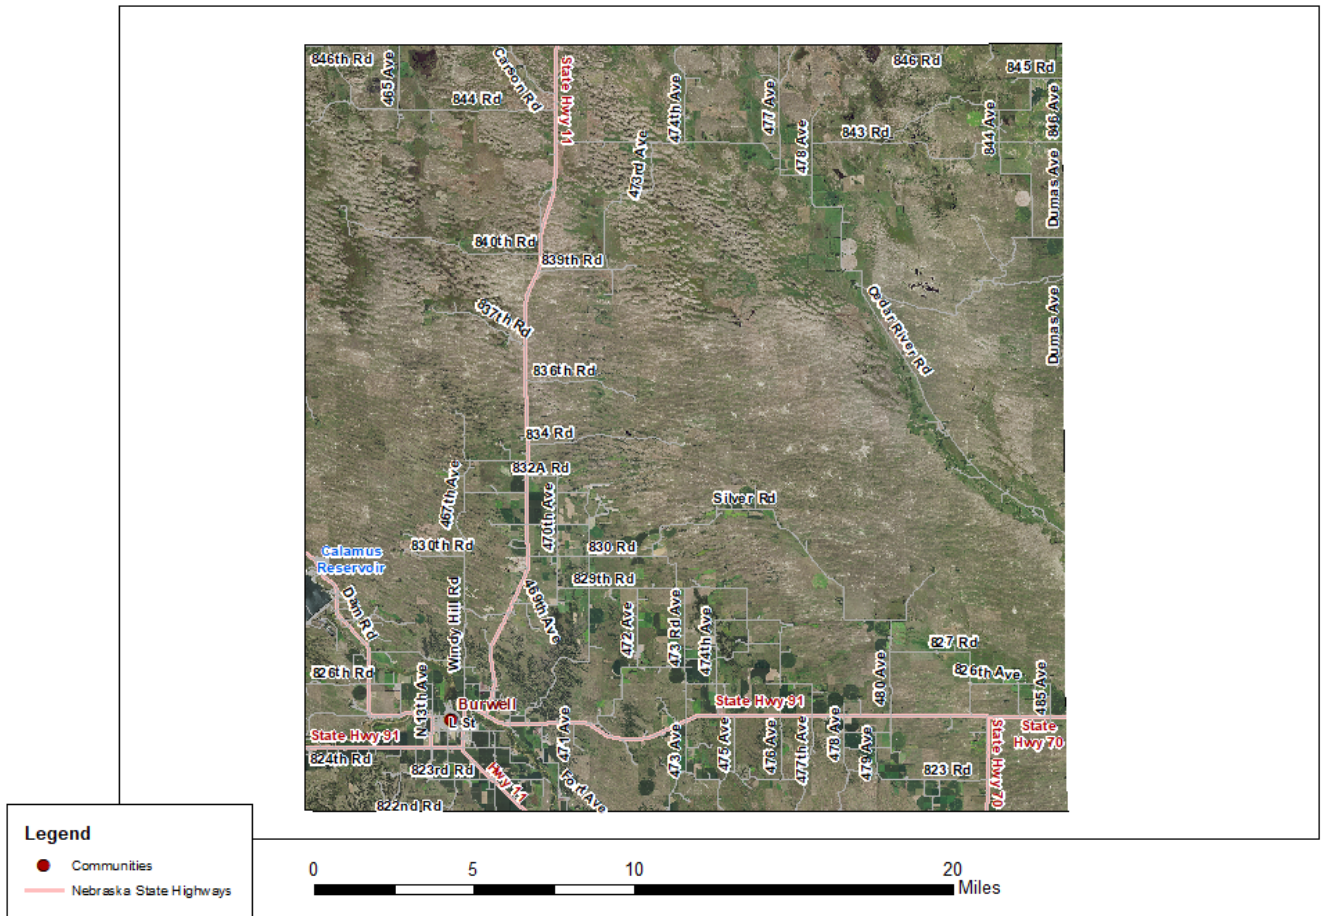 846th Rd
465 Ave
Carson Rd
State Hwy 11
474th Ave
477 Ave
846 Rd
845 Rd
844 Rd
846 Ave
844 Ave
843 Rd
478 Ave
473rd Ave
Dumas Ave
840th Rd
839th Rd
837th Rd
Cedar River Rd
Dumas Ave
836th Rd
834 Rd
832A Rd
467th Ave
470th Ave
Silver Rd
830th Rd
830 Rd
Calamus
Reservoir
829th Rd
Dam Rd
Windy Hill Rd
469th Ave
472 Ave
473 Rd Ave
474th Ave
827 Rd
826th Rd
826th Ave
480 Ave
485 Ave
N 13th Ave
Burwell
L St
State Hwy 91
State Hwy 91
471 Ave
473 Ave
475 Ave
476 Ave
477th Ave
478 Ave
479 Ave
State Hwy 70
State
Hwy 70
824th Rd
823rd Rd
Hwy 11
Fort Ave
823 Rd
822nd Rd
Legend
Communities
Nebraska State Highways
0
5
10
20
Miles